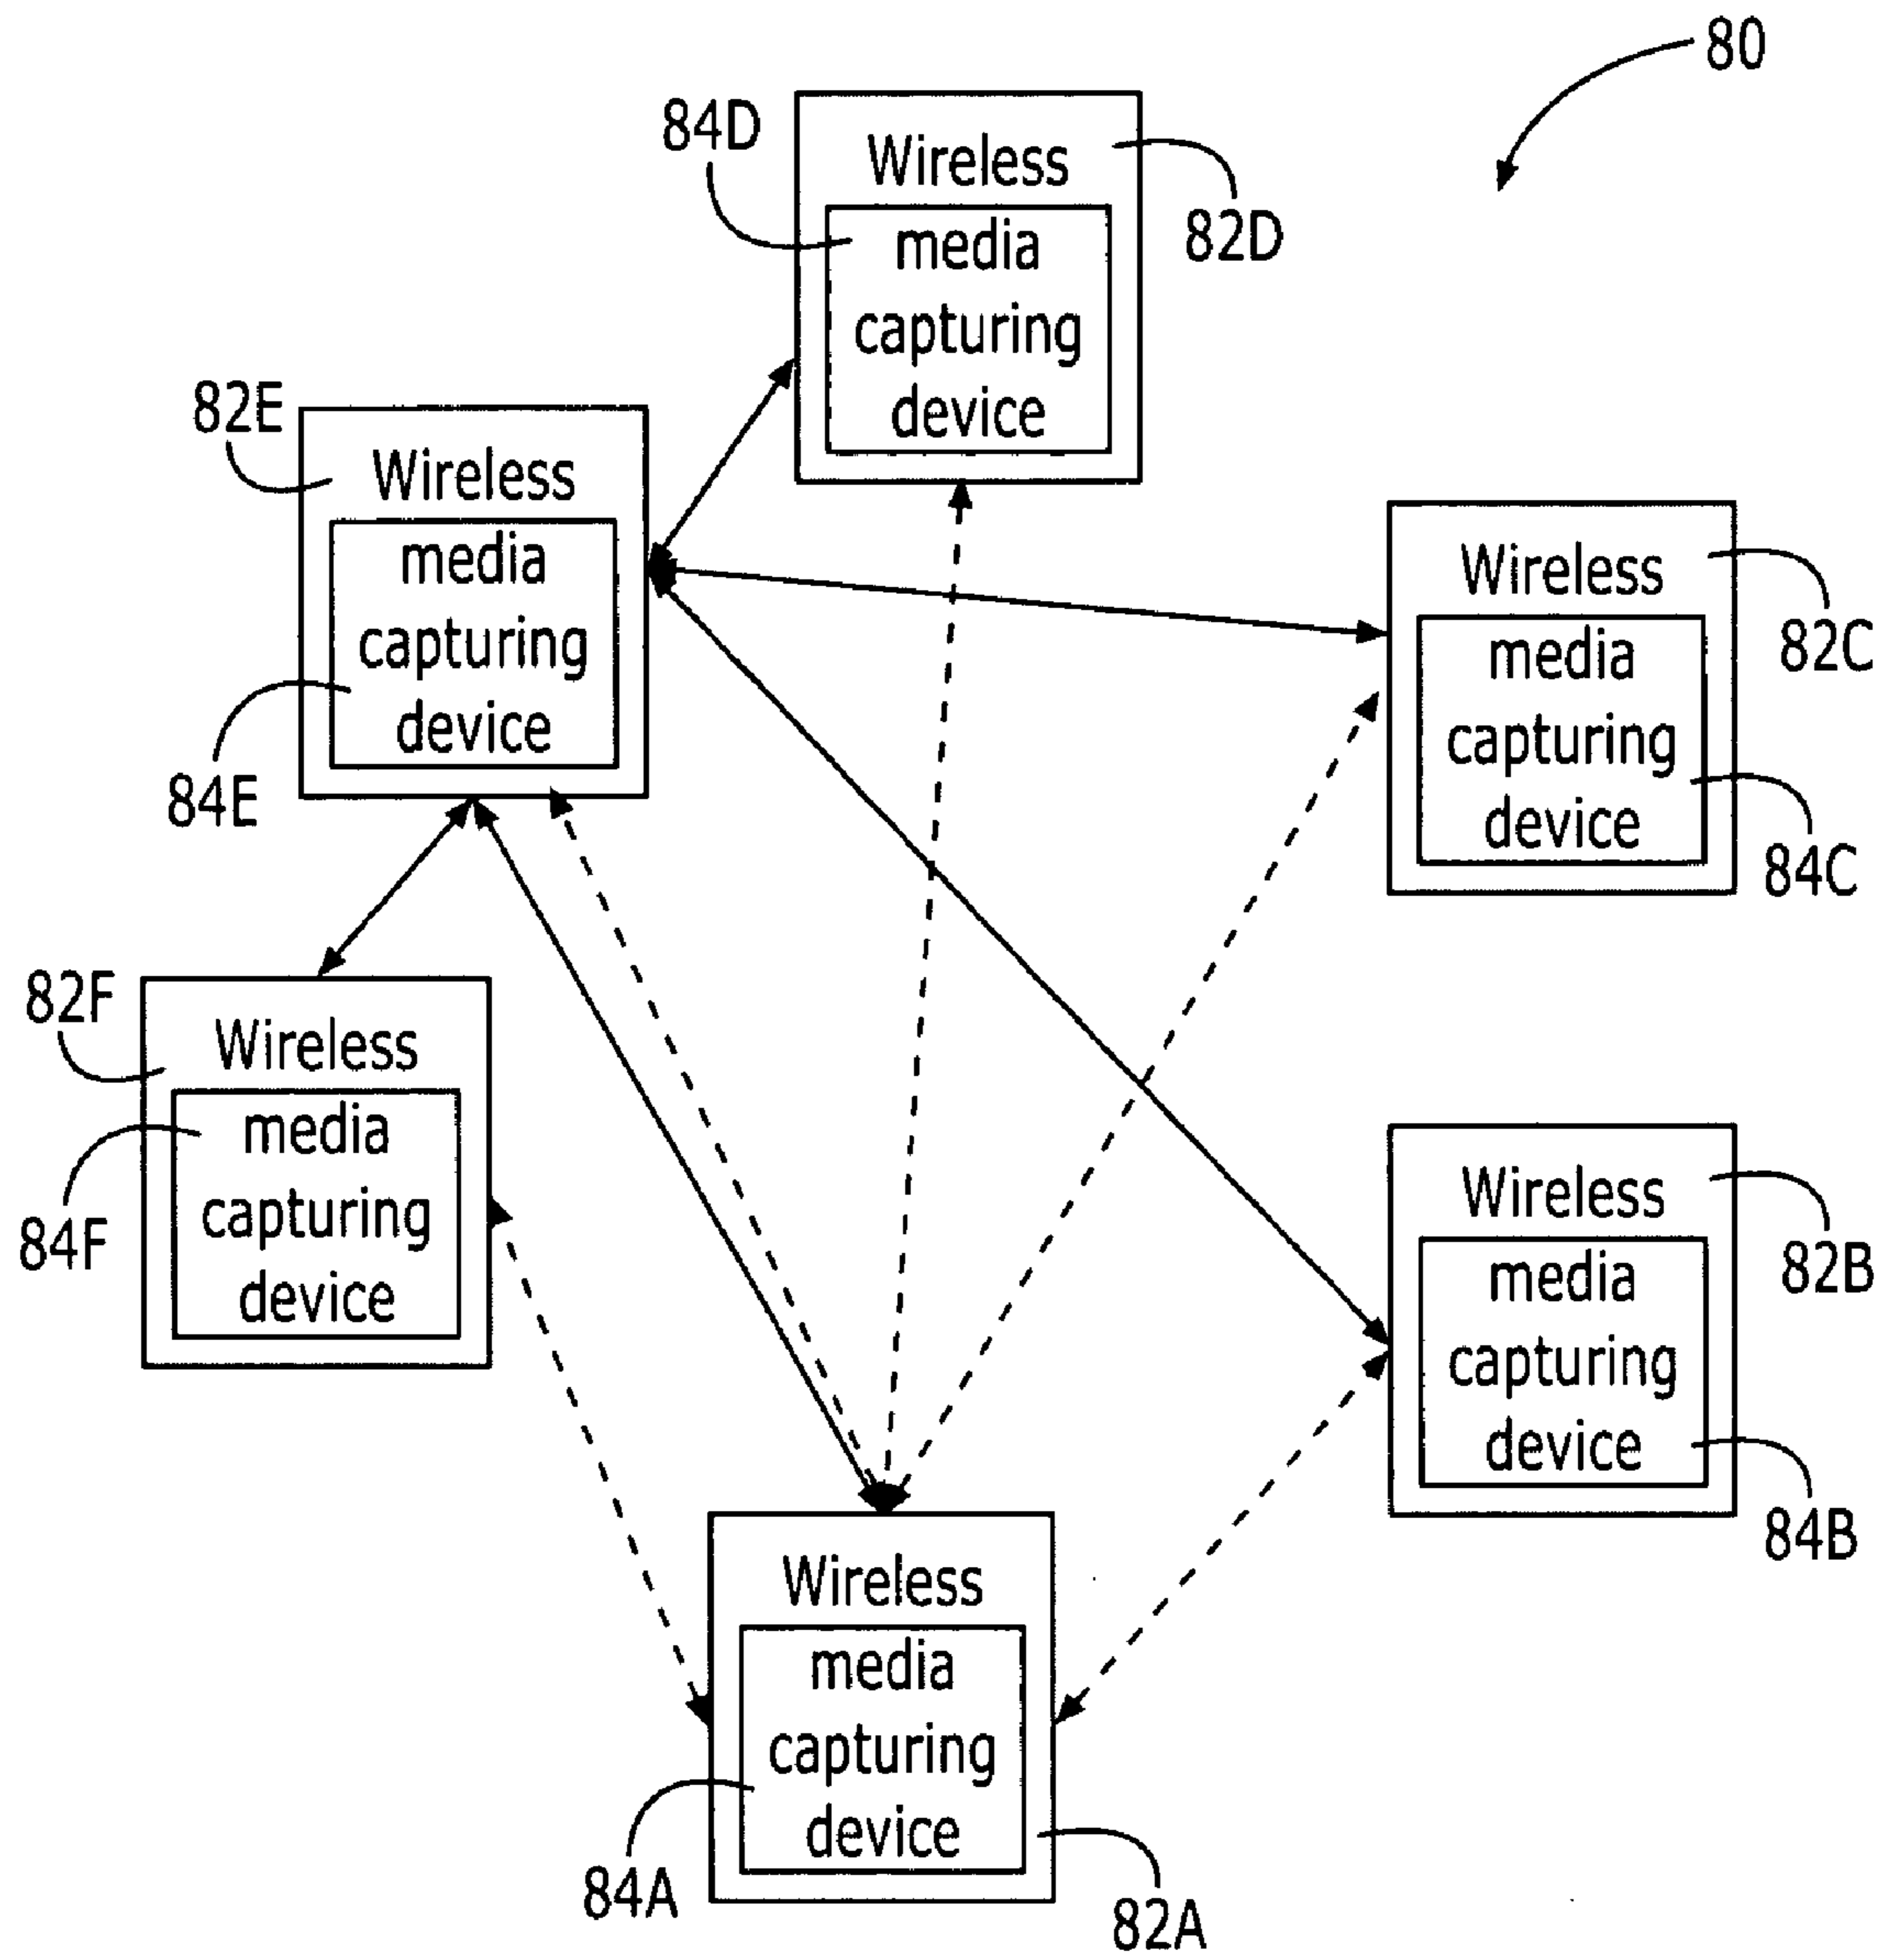 80
84D
Wireless
media
capturing
device
82D
82E
Wireless
media
capturing
device
84E
Wireless
media
capturing
device
82C
84C
82F
Wireless
media
capturing
device
84F
Wireless
media
capturing
device
82B
84B
Wireless
media
capturing
device
84A
82A